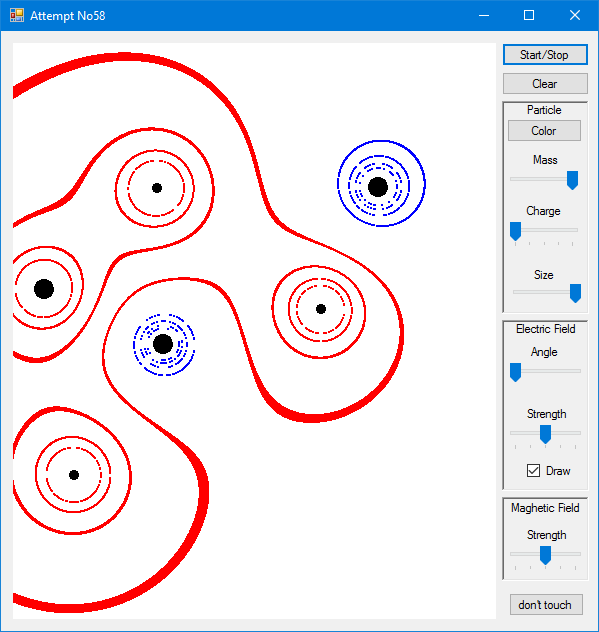 Attempt No58
Start/Stop
Clear
Particle
Color
Mass
Charge
Size
Electric Field
Angle
Strength
Draw
Maghetic Field
Strength
don't touch